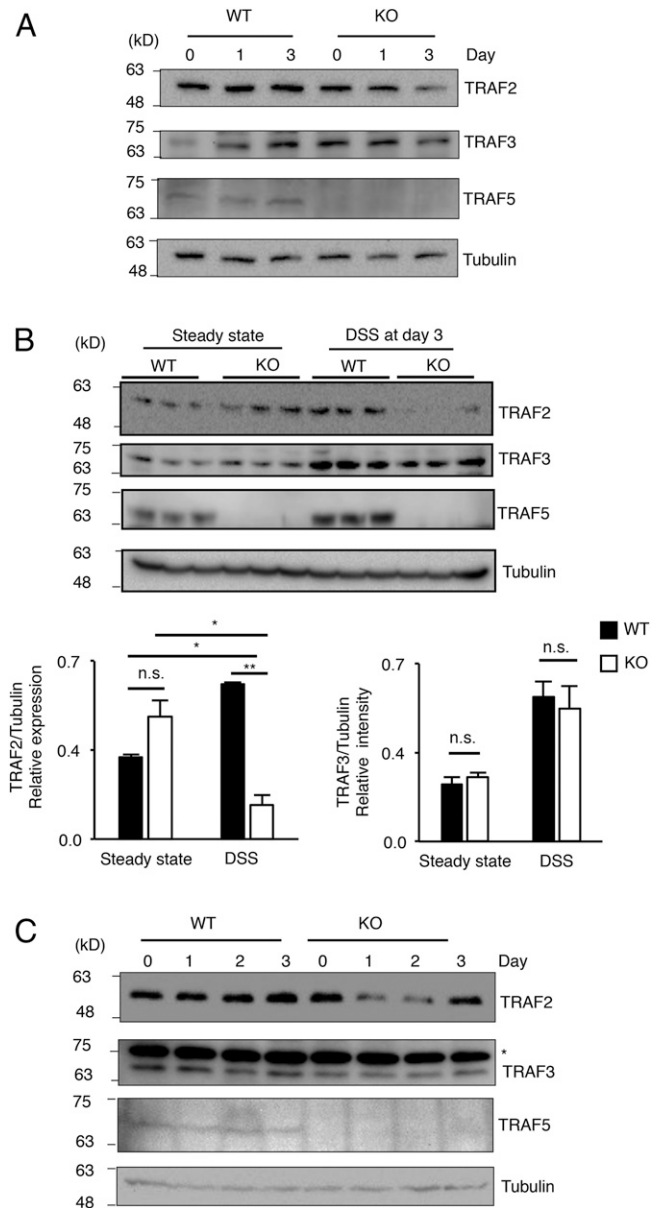 A
WT KO
(kD)
0 1 3 0 1 3 Day
63
48
TRAF2
75
63
TRAF3
75
63
TRAF5
63
48
Tubulin
B
(kD)
Steady state DSS at day 3
WT KO WT KO
63
48
TRAF2
75
63
TRAF3
75
63
TRAF5
63
48
Tubulin
TRAF2/Tubulin
Relative expression
0.7
0.4
0.0
*
*
n.s.
**
Steady state DSS
TRAF3/Tubulin
Relative intensity
0.7
0.4
0.0
n.s.
n.s.
Steady state DSS
WT
KO
C
WT KO
(kD)
0 1 2 3 0 1 2 3 Day
63
48
TRAF2
75
63
*
TRAF3
75
63
TRAF5
63
48
Tubulin